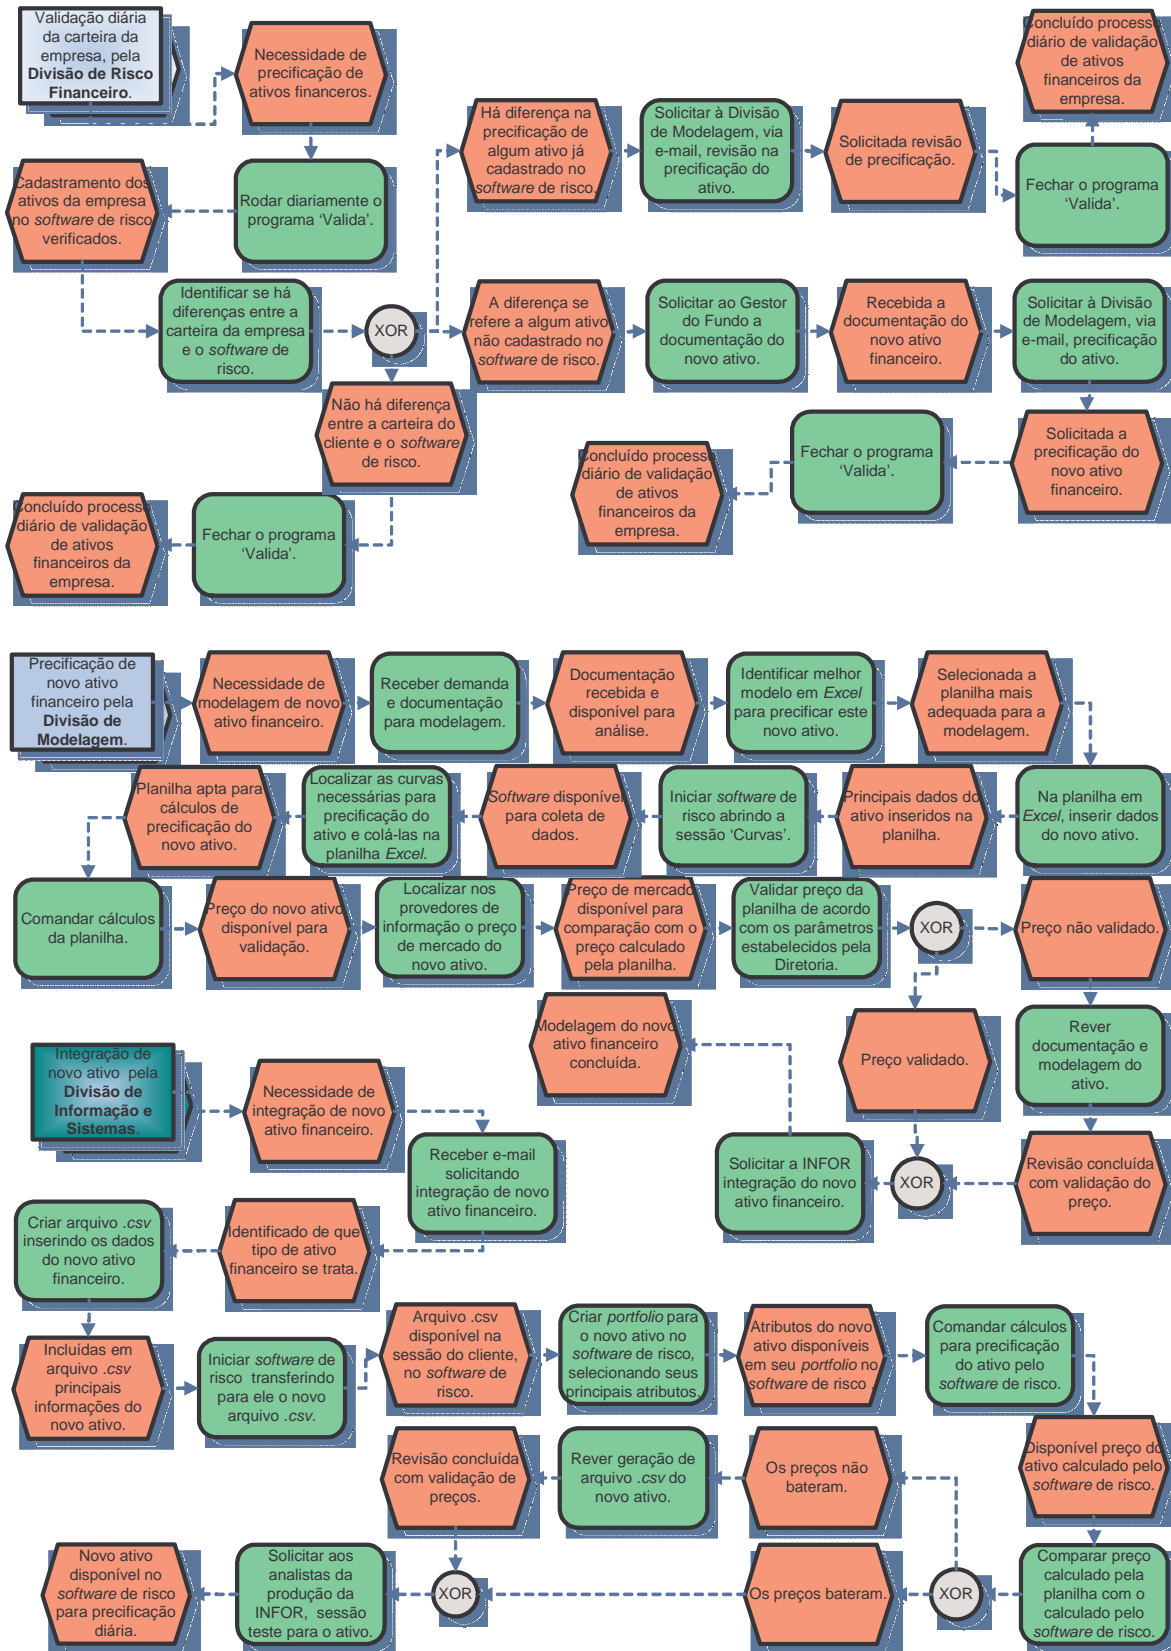 Validação diária
da carteira da
empresa, pela
Divisão de Risco
Financeiro.
Necessidade de
precificação de
ativos financeros.
Há diferença na
precificação de
algum ativo já
cadastrado no
software de risco.
Solicitar à Divisão
de Modelagem, via
e-mail, revisão na
precificação do
ativo.
Solicitada revisão
de precificação.
Concluído processo
diário de validação
de ativos
financeiros da
empresa.
Fechar o programa
‘Valida’.
Rodar diariamente o
programa ‘Valida’.
Cadastramento dos
ativos da empresa
no software de risco
verificados.
Identificar se há
diferenças entre a
carteira da empresa
e o software de
risco.
XOR
A diferença se
refere a algum ativo
não cadastrado no
software de risco.
Solicitar ao Gestor
do Fundo a
documentação do
novo ativo.
Recebida a
documentação do
novo ativo
financeiro.
Solicitar à Divisão
de Modelagem, via
e-mail, precificação
do ativo.
Não há diferença
entre a carteira do
cliente e o software
de risco.
Solicitada a
precificação do
novo ativo
financeiro.
Fechar o programa
‘Valida’.
Concluído processo
diário de validação
de ativos
financeiros da
empresa.
Fechar o programa
‘Valida’.
Concluído processo
diário de validação
de ativos
financeiros da
empresa.
Precificação de
novo ativo
financeiro pela
Divisão de
Modelagem.
Necessidade de
modelagem de novo
ativo financeiro.
Receber demanda
e documentação
para modelagem.
Documentação
recebida e
disponível para
análise.
Identificar melhor
modelo em Excel
para precificar este
novo ativo.
Selecionada a
planilha mais
adequada para a
modelagem.
Na planilha em
Excel, inserir dados
do novo ativo.
Principais dados do
ativo inseridos na
planilha.
Iniciar software de
risco abrindo a
sessão ‘Curvas’.
Software disponível
para coleta de
dados.
Localizar as curvas
necessárias para
precificação do
ativo e colá-las na
planilha Excel.
Planilha apta para
cálculos de
precificação do
novo ativo.
Comandar cálculos
da planilha.
Preço do novo ativo
disponível para
validação.
Localizar nos
provedores de
informação o preço
de mercado do
novo ativo.
Preço de mercado
disponível para
comparação com o
preço calculado
pela planilha.
Validar preço da
planilha de acordo
com os parâmetros
estabelecidos pela
Diretoria.
XOR
Preço não validado.
Preço validado.
Rever
documentação e
modelagem do
ativo.
Revisão concluída
com validação do
preço.
XOR
Solicitar a INFOR
integração do novo
ativo financeiro.
Modelagem do novo
ativo financeiro
concluída.
Integração de
novo ativo pela
Divisão de
Informação e
Sistemas.
Necessidade de
integração de novo
ativo financeiro.
Receber e-mail
solicitando
integração de novo
ativo financeiro.
Identificado de que
tipo de ativo
financeiro se trata.
Criar arquivo .csv
inserindo os dados
do novo ativo
financeiro.
Incluídas em
arquivo .csv
principais
informações do
novo ativo.
Iniciar software de
risco transferindo
para ele o novo
arquivo .csv.
Arquivo .csv
disponível na
sessão do cliente,
no software de
risco.
Criar portfolio para
o novo ativo no
software de risco,
selecionando seus
principais atributos.
Atributos do novo
ativo disponíveis
em seu portfolio no
software de risco .
Comandar cálculos
para precificação
do ativo pelo
software de risco.
Disponível preço do
ativo calculado pelo
software de risco.
Comparar preço
calculado pela
planilha com o
calculado pelo
software de risco.
XOR
Os preços não
bateram.
Rever geração de
arquivo .csv do
novo ativo.
Revisão concluída
com validação de
preços.
Os preços bateram.
XOR
Solicitar aos
analistas da
produção da
INFOR, sessão
teste para o ativo.
Novo ativo
disponível no
software de risco
para precificação
diária.